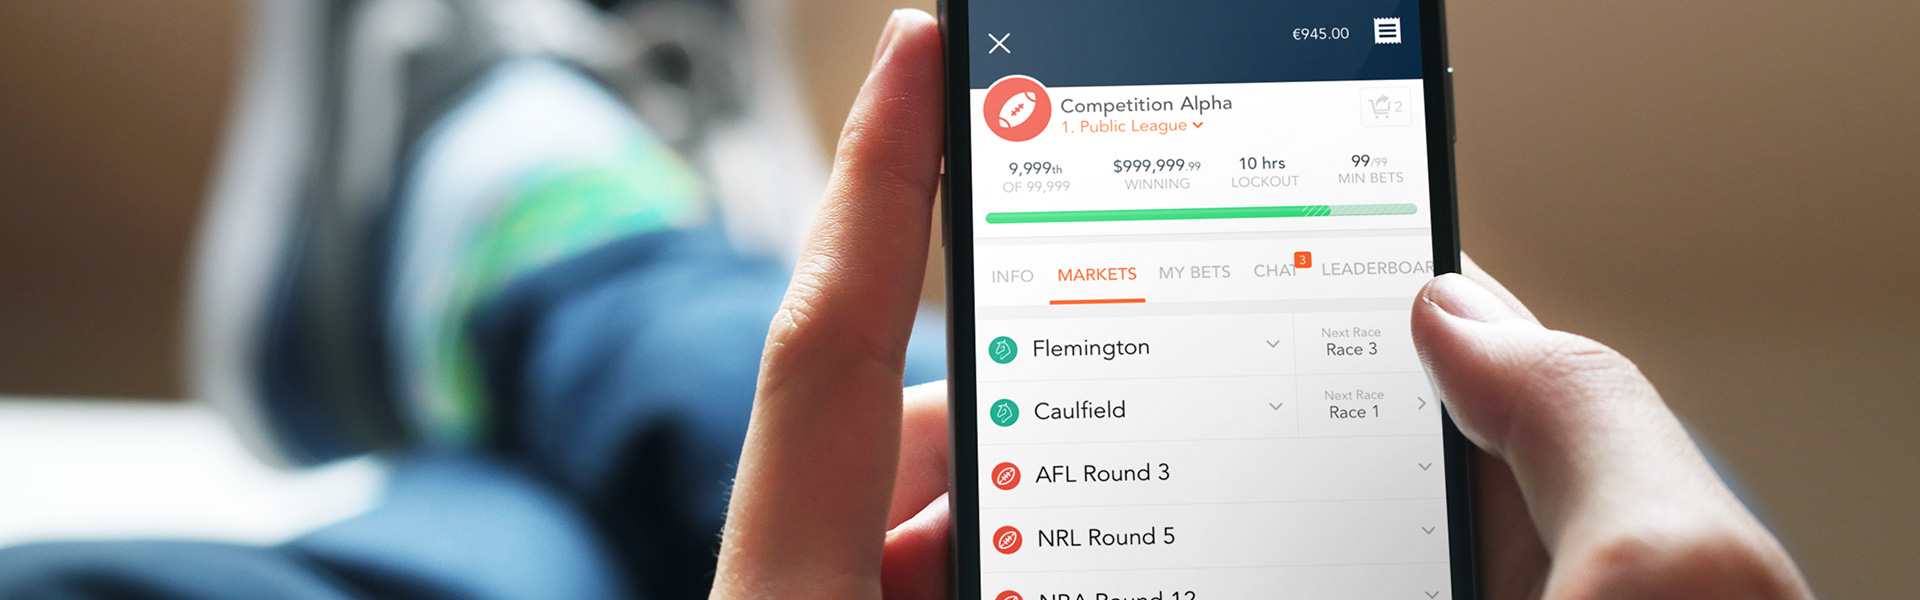 €945.00
Competition Alpha
1. Public League
2
9,999th
OF 99,999
$999,999.99
WINNING
10 hrs
LOCKOUT
99/99
MIN BETS
INFO MARKETS MY BETS CHAT 3 LEADERBOAR
Flemington
Next Race
Race 3
Caulfield
Next Race
Race 1
AFL Round 3
NRL Round 5
NBA Round 12